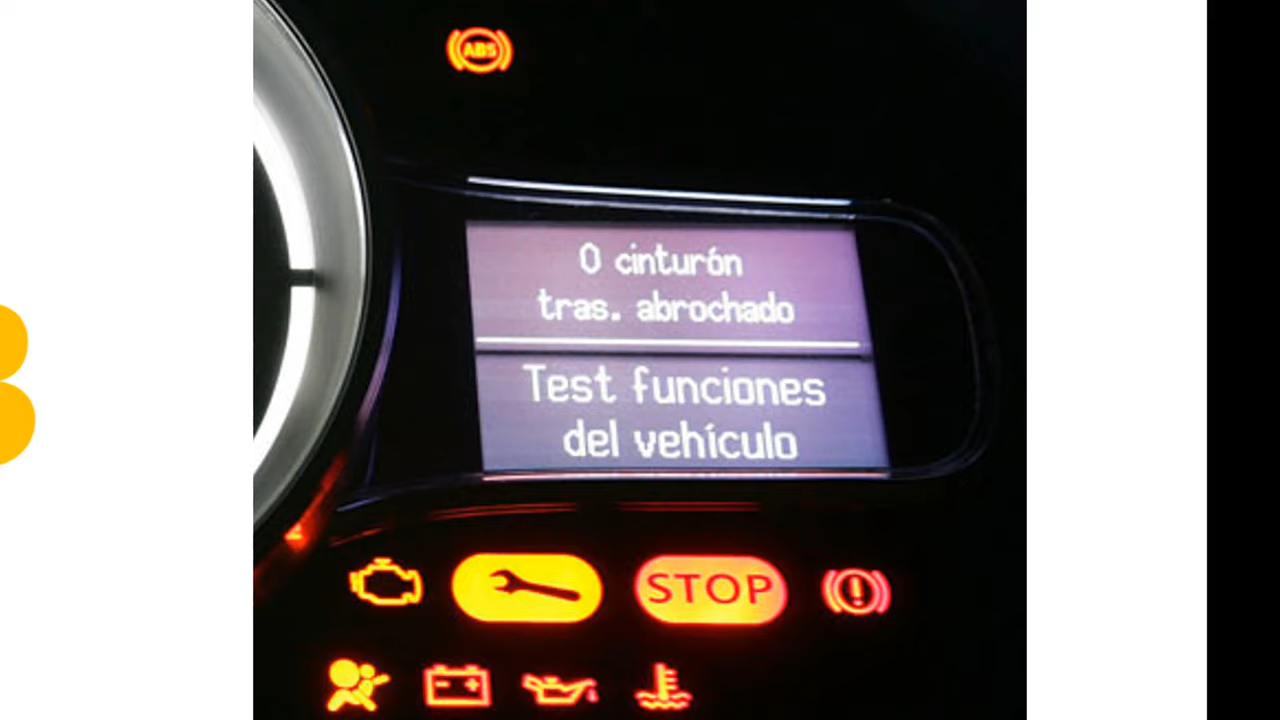 ABS
0 cinturón
tras. abrochado
Test funciones
del vehículo
STOP